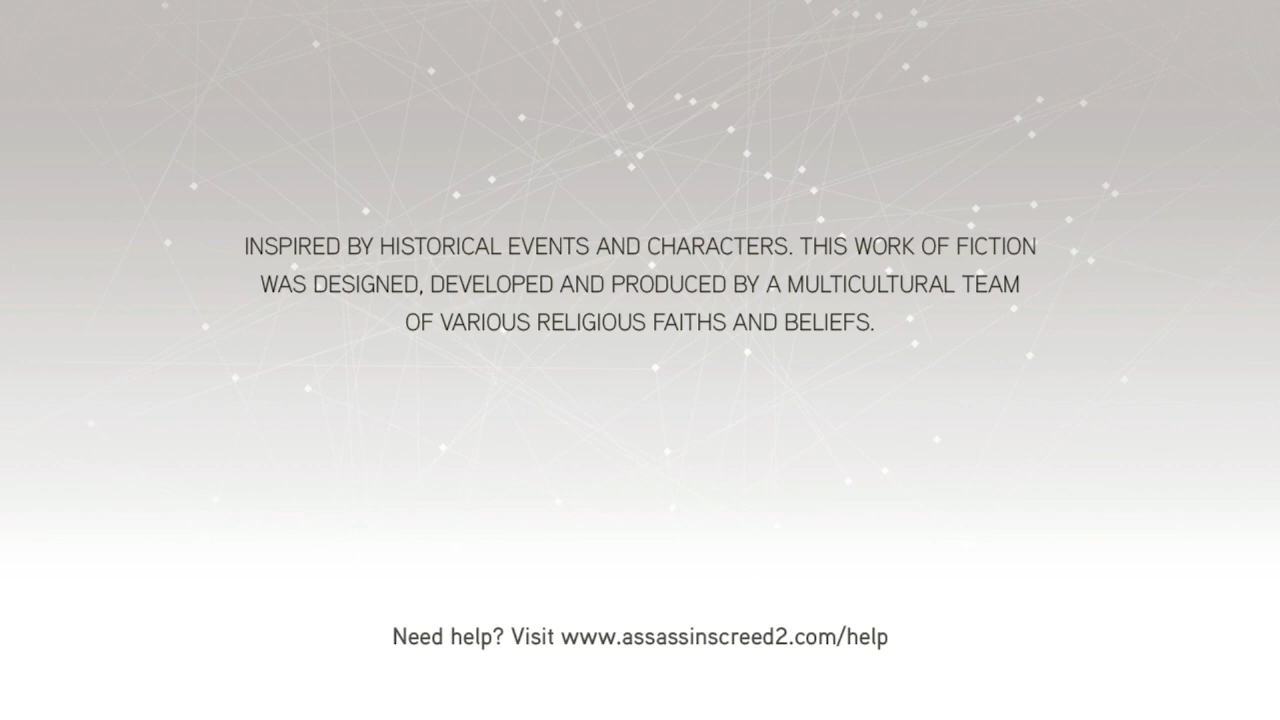 INSPIRED BY HISTORICAL EVENTS AND CHARACTERS. THIS WORK OF FICTION
WAS DESIGNED, DEVELOPED AND PRODUCED BY A MULTICULTURAL TEAM
OF VARIOUS RELIGIOUS FAITHS AND BELIEFS.
Need help? Visit www.assassinscreed2.com/help